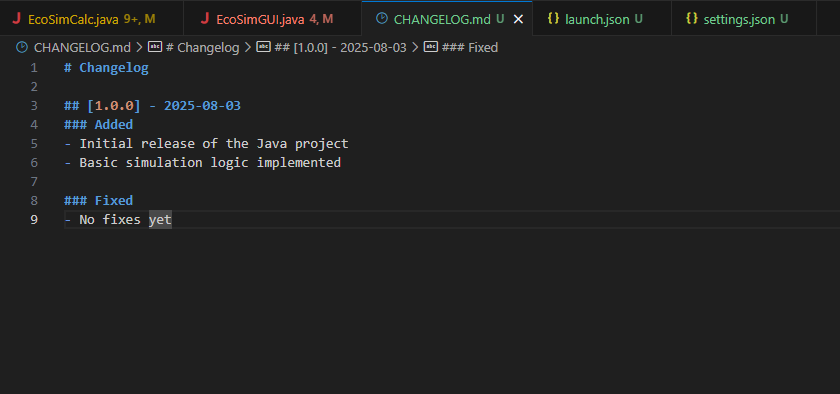 EcoSimCalc.java 9+, M EcoSimGUI.java 4, M CHANGELOG.md U launch.json U settings.json U
CHANGELOG.md > # Changelog > ## [1.0.0] - 2025-08-03 > ### Fixed
1 # Changelog
2
3 ## [1.0.0] - 2025-08-03
4 ### Added
5 - Initial release of the Java project
6 - Basic simulation logic implemented
7
8 ### Fixed
9 - No fixes yet